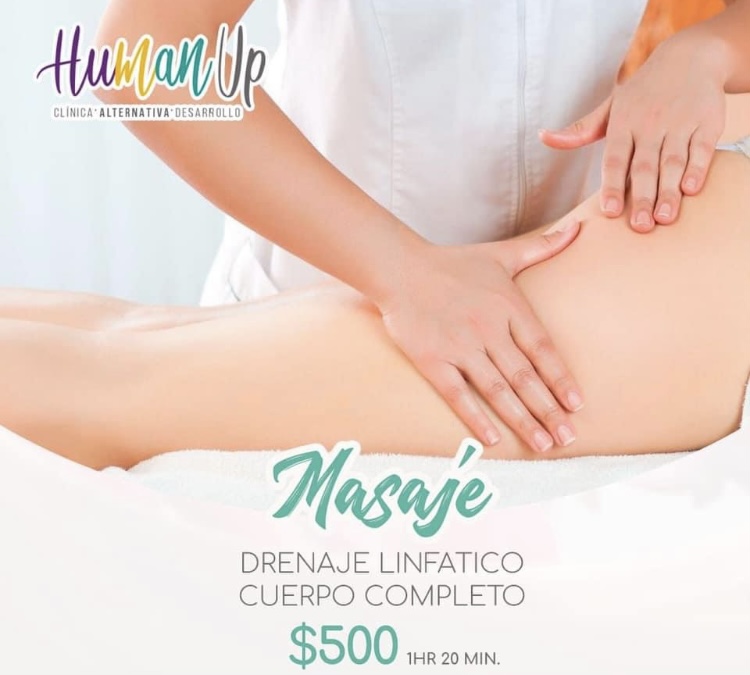 HumanUp
CLÍNICA*ALTERNATIVA*DESARROLLO
Masaje
DRENAJE LINFATICO
CUERPO COMPLETO
$500 1HR 20 MIN.